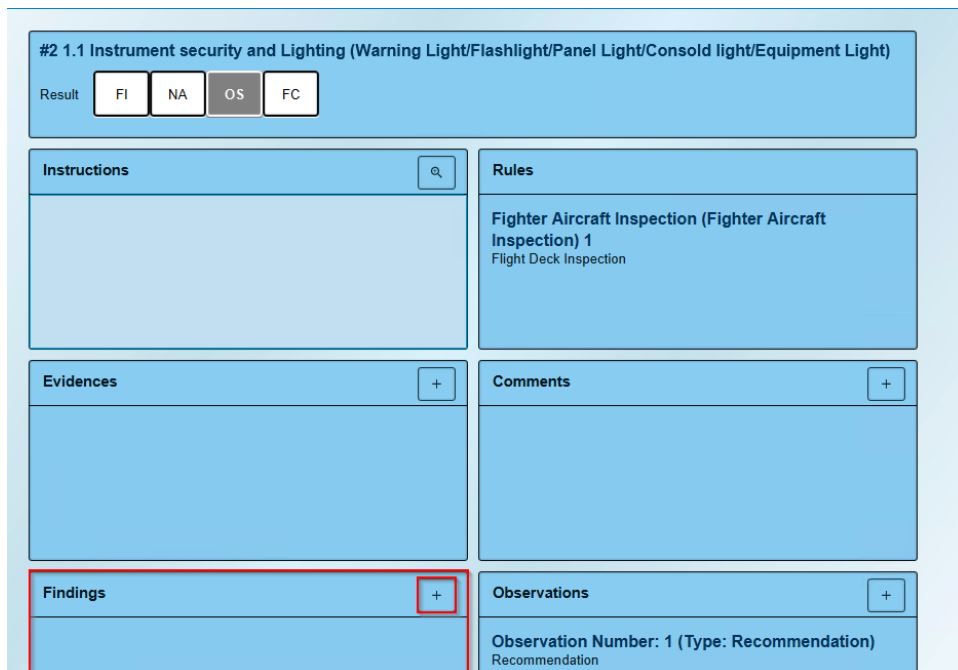 #2 1.1 Instrument security and Lighting (Warning Light/Flashlight/Panel Light/Consold light/Equipment Light)
Result FI NA OS FC
Instructions
Rules
Fighter Aircraft Inspection (Fighter Aircraft
Inspection) 1
Flight Deck Inspection
Evidences +
Comments +
Findings +
Observations +
Observation Number: 1 (Type: Recommendation)
Recommendation